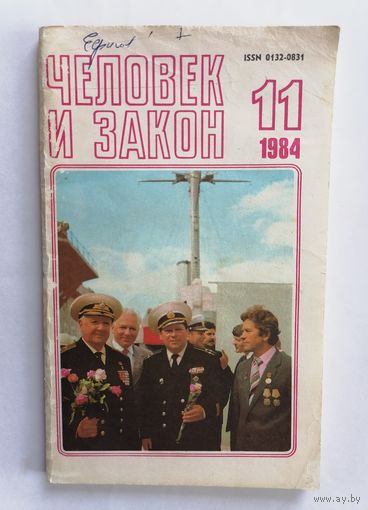 ISSN 0132-0831
ЧЕЛОВЕК
И ЗАКОН
11
1984
www.ay.by